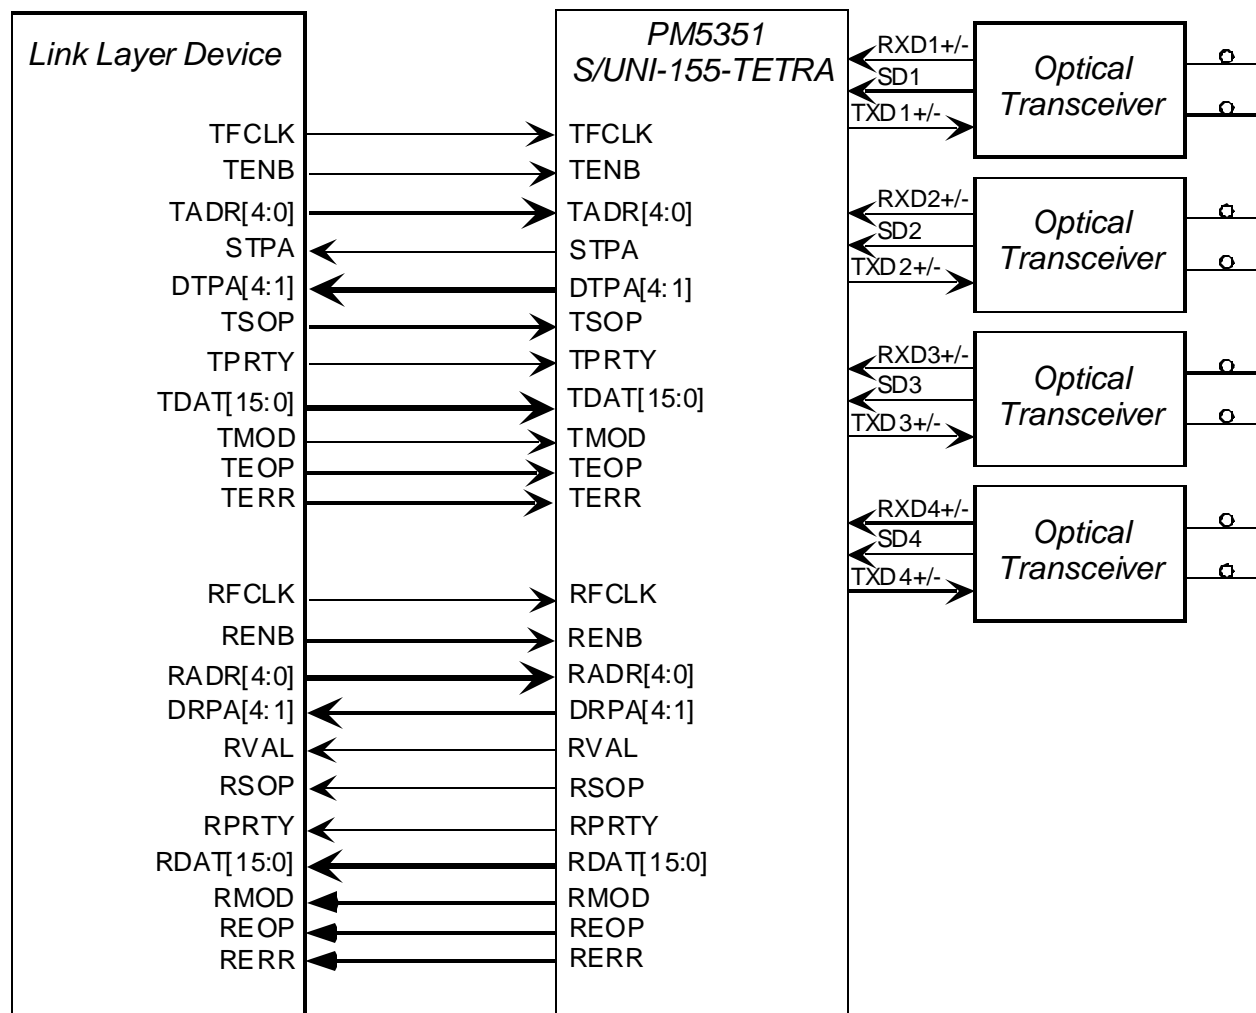 Link Layer Device
TFCLK
TENB
TADR[4:0]
STPA
DTPA[4:1]
TSOP
TPRTY
TDAT[15:0]
TMOD
TEOP
TERR
RFCLK
RENB
RADR[4:0]
DRPA[4:1]
RVAL
RSOP
RPRTY
RDAT[15:0]
RMOD
REOP
RERR
PM5351
S/UNI-155-TETRA
TFCLK
TENB
TADR[4:0]
STPA
DTPA[4:1]
TSOP
TPRTY
TDAT[15:0]
TMOD
TEOP
TERR
RFCLK
RENB
RADR[4:0]
DRPA[4:1]
RVAL
RSOP
RPRTY
RDAT[15:0]
RMOD
REOP
RERR
RXD1+/-
SD1
TXD1+/-
Optical
Transceiver
RXD2+/-
SD2
TXD2+/-
Optical
Transceiver
RXD3+/-
SD3
TXD3+/-
Optical
Transceiver
RXD4+/-
SD4
TXD4+/-
Optical
Transceiver